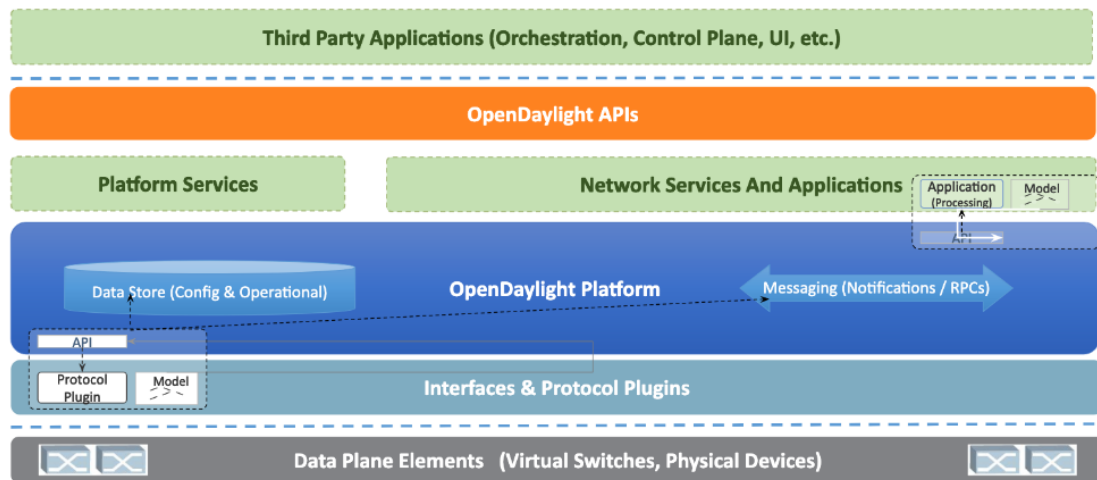 Third Party Applications (Orchestration, Control Plane, UI, etc.)
OpenDaylight APIs
Platform Services
Network Services And Applications
Application
(Processing)
Model
API
Data Store (Config & Operational)
OpenDaylight Platform
Messaging (Notifications / RPCs)
API
Protocol
Plugin
Model
Interfaces & Protocol Plugins
Data Plane Elements (Virtual Switches, Physical Devices)